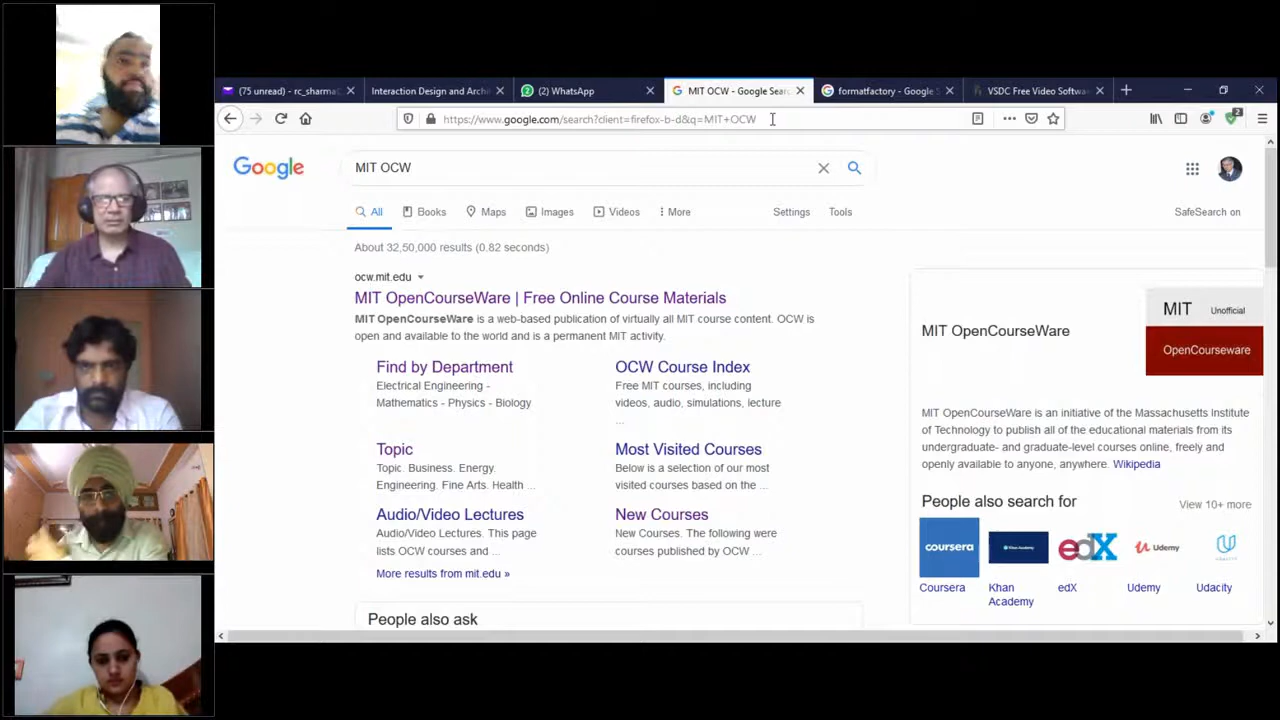 (75 unread) - rc_sharma
Interaction Design and Archi
(2) WhatsApp
MIT OCW - Google Sear
formatfactory - Google S
VSDC Free Video Softwa
https://www.google.com/search?client=firefox-b-d&q=MIT+OCW
2
Google
MIT OCW
All
Books
Maps
Images
Videos
More
Settings
Tools
SafeSearch on
About 32,50,000 results (0.82 seconds)
ocw.mit.edu
MIT OpenCourseWare | Free Online Course Materials
MIT OpenCourseWare is a web-based publication of virtually all MIT course content. OCW is
open and available to the world and is a permanent MIT activity.
Find by Department
Electrical Engineering -
Mathematics - Physics - Biology
OCW Course Index
Free MIT courses, including
videos, audio, simulations, lecture
...
Topic
Topic. Business. Energy.
Engineering. Fine Arts. Health ...
Most Visited Courses
Below is a selection of our most
visited courses based on the ...
Audio/Video Lectures
Audio/Video Lectures. This page
lists OCW courses and ...
New Courses
New Courses. The following were
courses published by OCW ...
More results from mit.edu »
People also ask
MIT OpenCourseWare
MIT Unofficial
OpenCourseware
MIT OpenCourseWare is an initiative of the Massachusetts Institute
of Technology to publish all of the educational materials from its
undergraduate- and graduate-level courses online, freely and
openly available to anyone, anywhere. Wikipedia
People also search for
View 10+ more
coursera
Khan Academy
edX
Udemy
UDACITY
Coursera
Khan
Academy
edX
Udemy
Udacity